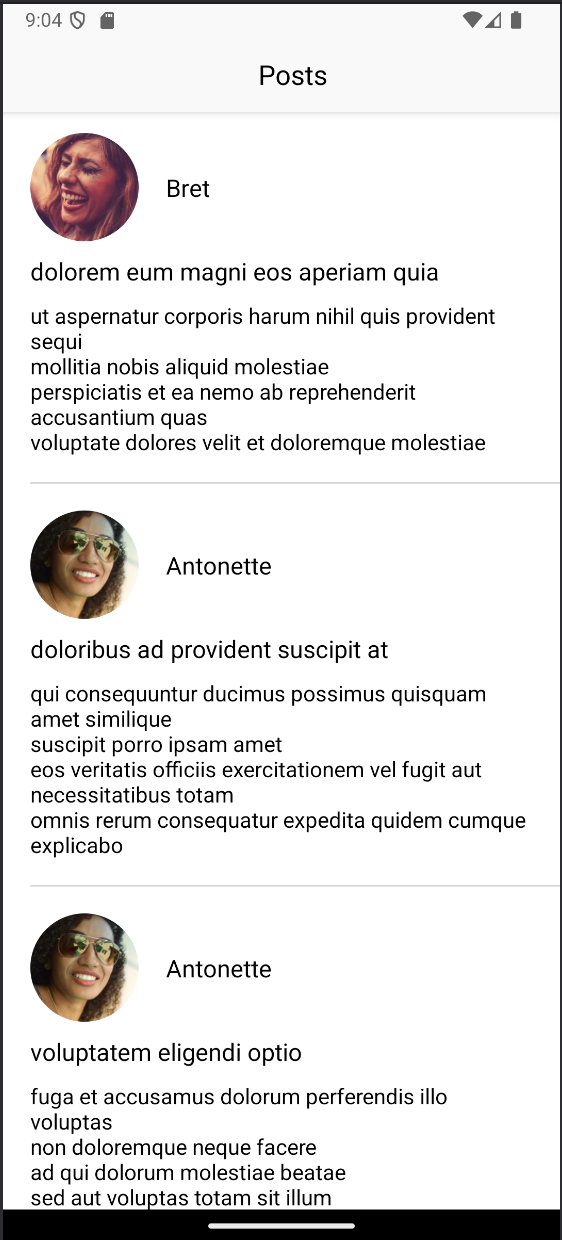 9:04
Posts
Bret
dolorem eum magni eos aperiam quia
ut aspernatur corporis harum nihil quis provident
sequi
mollitia nobis aliquid molestiae
perspiciatis et ea nemo ab reprehenderit
accusantium quas
voluptate dolores velit et doloremque molestiae
Antonette
doloribus ad provident suscipit at
qui consequuntur ducimus possimus quisquam
amet similique
suscipit porro ipsam amet
eos veritatis officiis exercitationem vel fugit aut
necessitatibus totam
omnis rerum consequatur expedita quidem cumque
explicabo
Antonette
voluptatem eligendi optio
fuga et accusamus dolorum perferendis illo
voluptas
non doloremque neque facere
ad qui dolorum molestiae beatae
sed aut voluptas totam sit illum